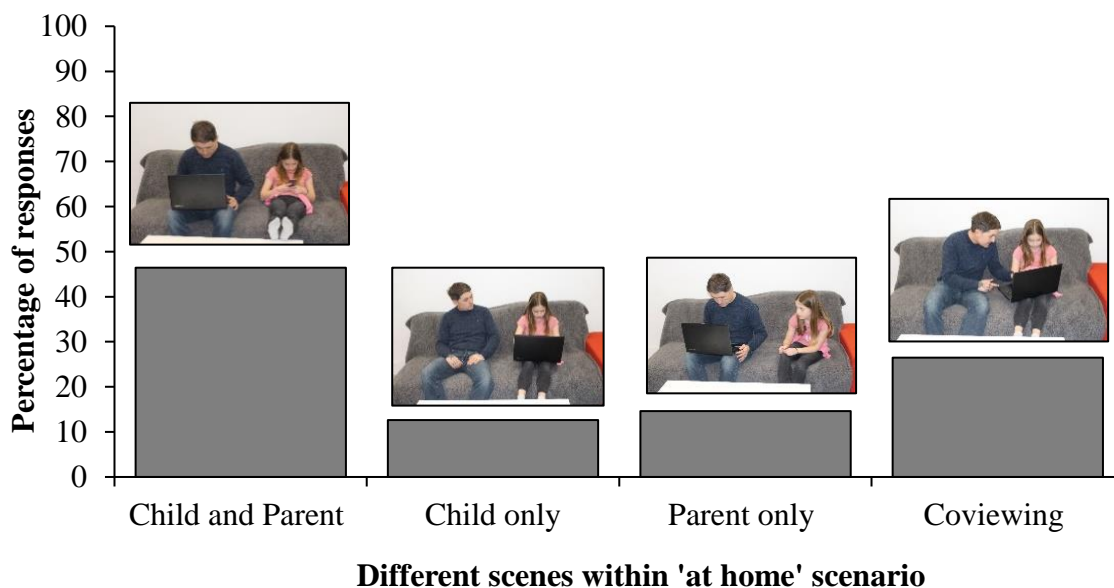 Percentage of responses
100
90
80
70
60
50
40
30
20
10
0
Child and Parent
Child only
Parent only
Coviewing
Different scenes within 'at home' scenario